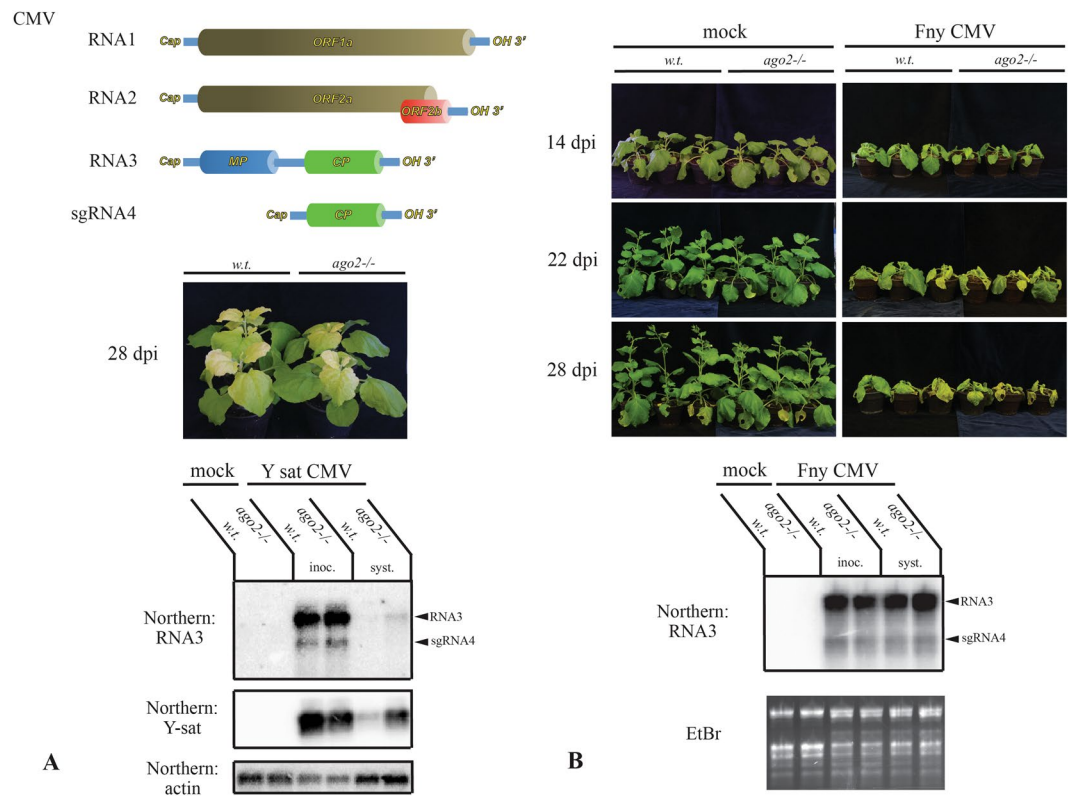 CMV
RNA1
Cap ORF1a OH 3'
RNA2
Cap ORF2a ORF2b OH 3'
RNA3
Cap MP CP OH 3'
sgRNA4
Cap CP OH 3'
w.t. ago2-/-
28 dpi
mock Y sat CMV
w.t. ago2-/- w.t. ago2-/- w.t. ago2-/-
inoc. syst.
Northern:
RNA3
RNA3
sgRNA4
Northern:
Y-sat
Northern:
actin
A
mock Fny CMV
w.t. ago2-/- w.t. ago2-/-
14 dpi
22 dpi
28 dpi
mock Fny CMV
w.t. ago2-/- w.t. ago2-/- w.t. ago2-/-
inoc. syst.
Northern:
RNA3
RNA3
sgRNA4
EtBr
B